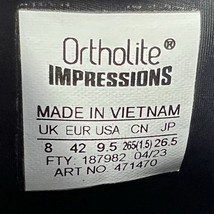 Ortholite®
IMPRESSIONS
MADE IN VIETNAM
UK EUR USA CN JP
8 42 9.5 265(1.5) 26.5
FTY: 187982 04/23
ART NO: 471470